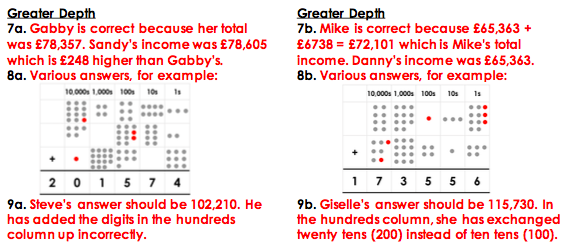 Greater Depth
7a. Gabby is correct because her total
was £78,357. Sandy's income was £78,605
which is £248 higher than Gabby's.
8a. Various answers, for example:
10,000s 1,000s 100s 10s 1s
+
2 0 1 5 7 4
9a. Steve's answer should be 102,210. He
has added the digits in the hundreds
column up incorrectly.
Greater Depth
7b. Mike is correct because £65,363 +
£6738 = £72,101 which is Mike's total
income. Danny's income was £65,363.
8b. Various answers, for example:
10,000s 1,000s 100s 10s 1s
+
1 7 3 5 5 6
9b. Giselle's answer should be 115,730. In
the hundreds column, she has exchanged
twenty tens (200) instead of ten tens (100).